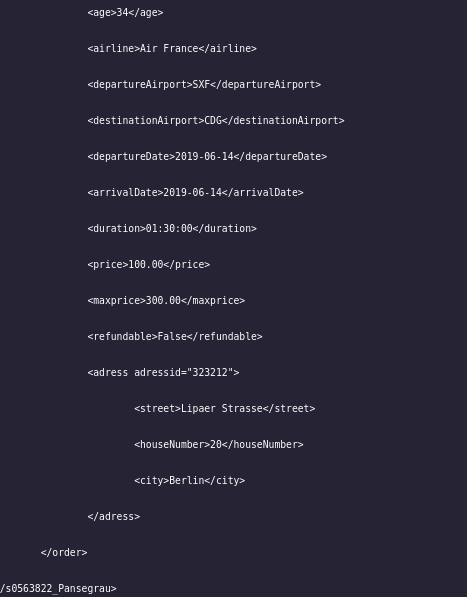 <age>34</age>
<airline>Air France</airline>
<departureAirport>SXF</departureAirport>
<destinationAirport>CDG</destinationAirport>
<departureDate>2019-06-14</departureDate>
<arrivalDate>2019-06-14</arrivalDate>
<duration>01:30:00</duration>
<price>100.00</price>
<maxprice>300.00</maxprice>
<refundable>False</refundable>
<adress adressid="323212">
<street>Lipaer Strasse</street>
<houseNumber>20</houseNumber>
<city>Berlin</city>
</adress>
</order>
/s0563822_Pansegrau>